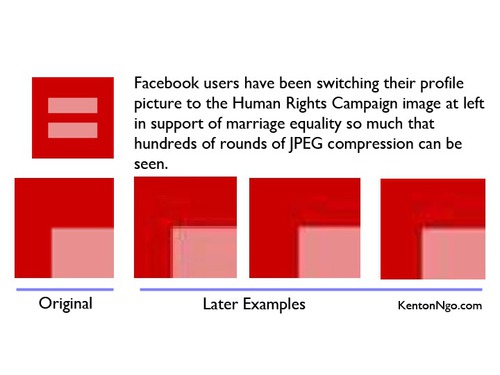 Facebook users have been switching their profile
picture to the Human Rights Campaign image at left
in support of marriage equality so much that
hundreds of rounds of JPEG compression can be
seen.
Original
Later Examples
KentonNgo.com